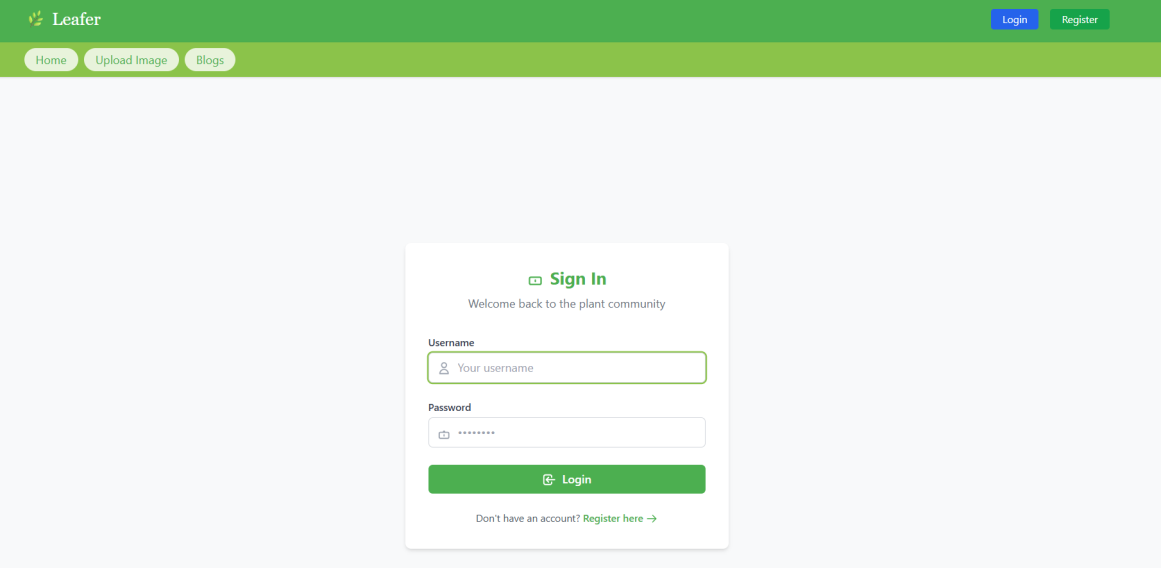 Leafer
Login
Register
Home
Upload Image
Blogs
Sign In
Welcome back to the plant community
Username
Your username
Password
••••••••
Login
Don't have an account? Register here →